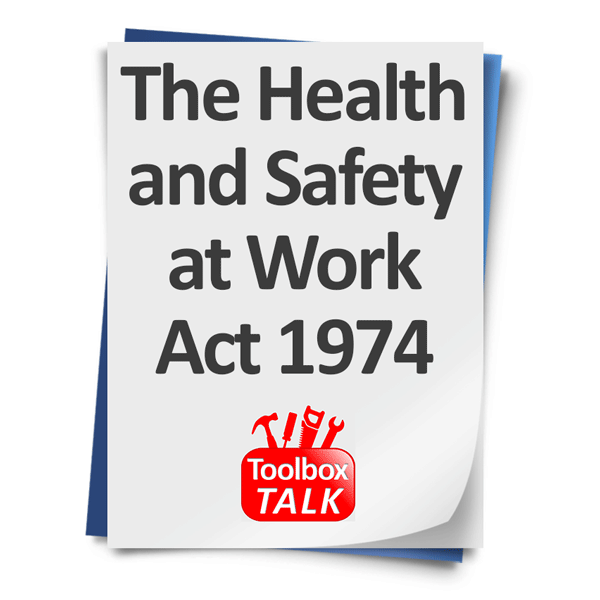 The Health
and Safety
at Work
Act 1974
Toolbox
TALK